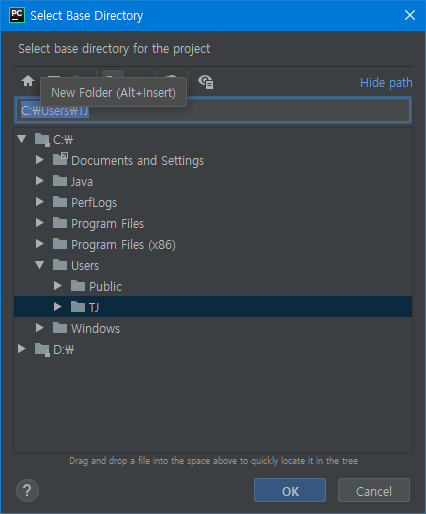 PC
Select Base Directory
Select base directory for the project
Hide path
New Folder (Alt+Insert)
C:₩Users₩TJ
C:₩
Documents and Settings
Java
PerfLogs
Program Files
Program Files (x86)
Users
Public
TJ
Windows
D:₩
Drag and drop a file into the space above to quickly locate it in the tree
?
OK
Cancel